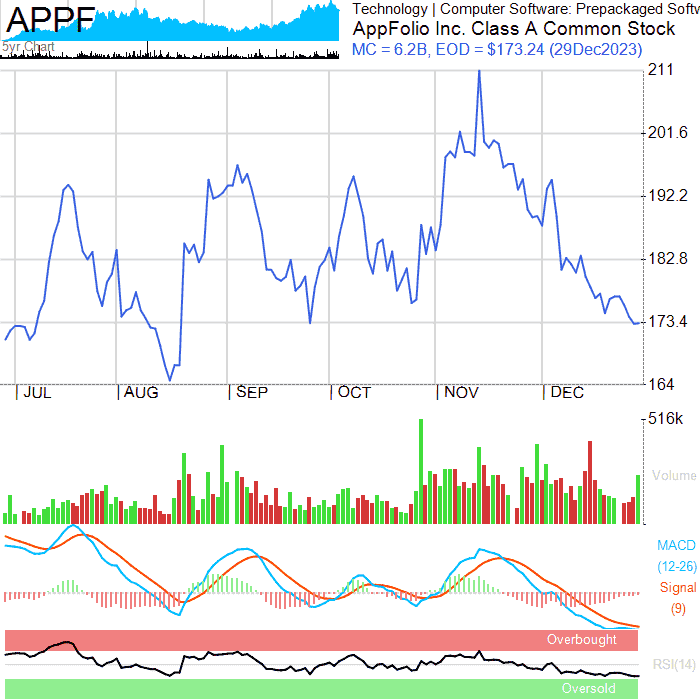 APPF
5yr Chart
Technology | Computer Software: Prepackaged Softw
AppFolio Inc. Class A Common Stock
MC = 6.2B, EOD = $173.24 (29Dec2023)
211
201.6
192.2
182.8
173.4
164
| JUL | AUG | SEP | OCT | NOV | DEC
516k
Volume
MACD
(12-26)
Signal
(9)
Overbought
RSI(14)
Oversold